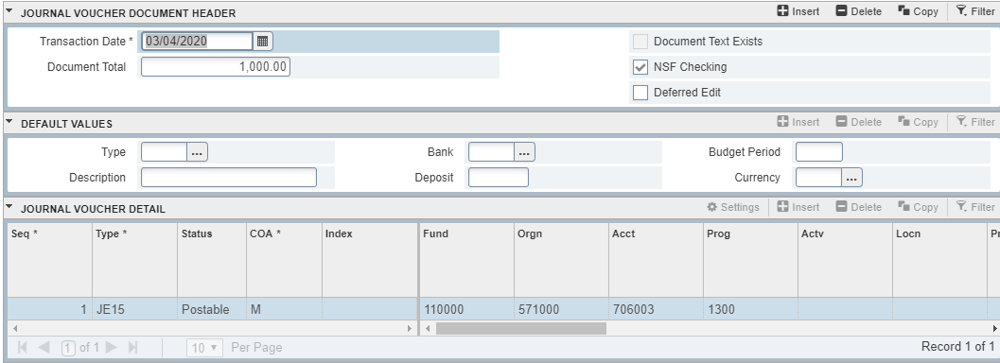 JOURNAL VOUCHER DOCUMENT HEADER Insert Delete Copy Filter
Transaction Date * 03/04/2020 Document Text Exists
Document Total 1,000.00 NSF Checking
Deferred Edit
DEFAULT VALUES Insert Delete Copy Filter
Type ... Bank ... Budget Period
Description Deposit Currency ...
JOURNAL VOUCHER DETAIL Settings Insert Delete Copy Filter
Seq * Type * Status COA * Index Fund Orgn Acct Prog Actv Locn Pr
1 JE15 Postable M 110000 571000 706003 1300
1 of 1 10 Per Page Record 1 of 1